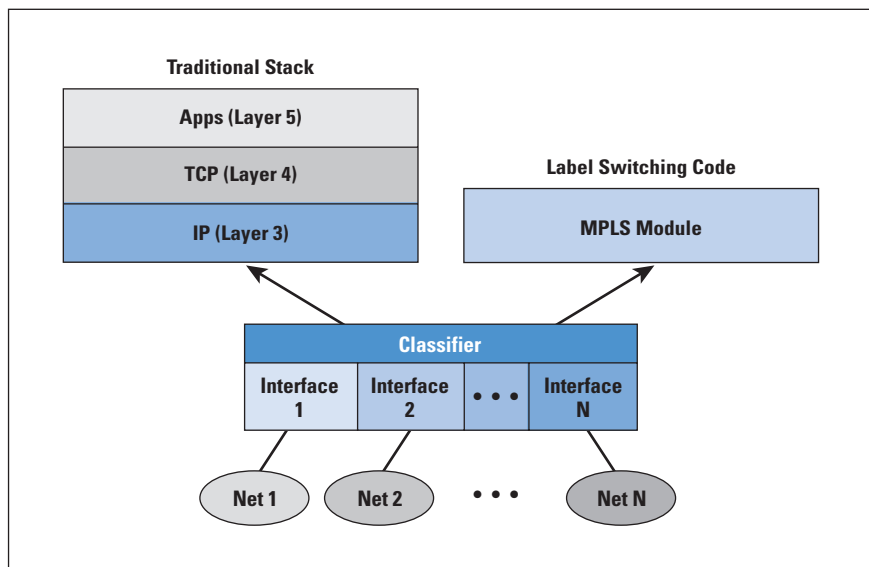 Traditional Stack
Apps (Layer 5)
TCP (Layer 4)
IP (Layer 3)
Label Switching Code
MPLS Module
Classifier
Interface
1
Interface
2
• • •
Interface
N
Net 1
Net 2
• • •
Net N